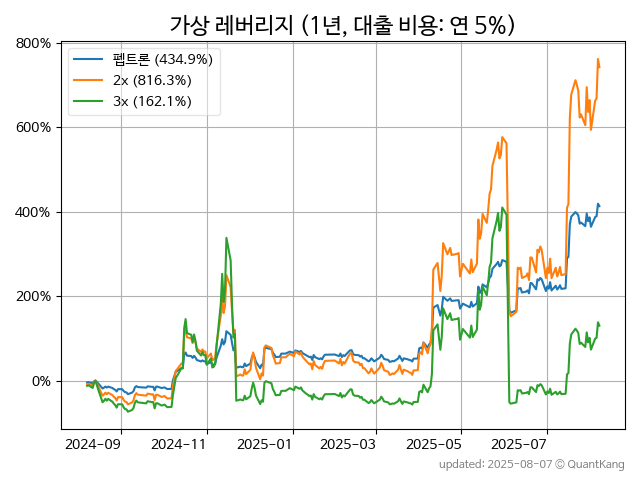 가상 레버리지 (1년, 대출 비용: 연 5%)
800%
600%
400%
200%
0%
펩트론 (434.9%)
2x (816.3%)
3x (162.1%)
2024-09
2024-11
2025-01
2025-03
2025-05
2025-07
updated: 2025-08-07 © QuantKang